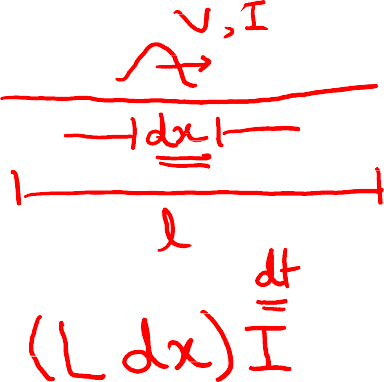 V, I
dx
l
dt
(L dx) I